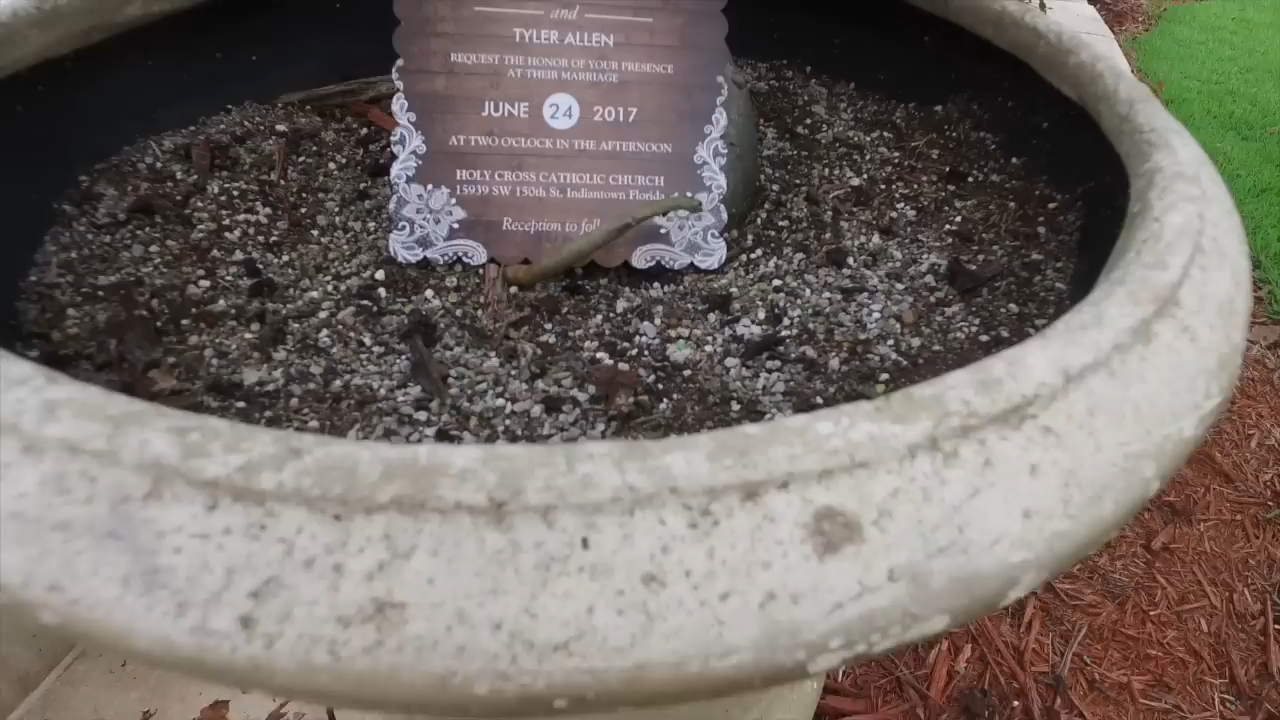 and
TYLER ALLEN
REQUEST THE HONOR OF YOUR PRESENCE
AT THEIR MARRIAGE
JUNE 24 2017
AT TWO O'CLOCK IN THE AFTERNOON
HOLY CROSS CATHOLIC CHURCH
15939 SW 150th St. Indiantown Florida
Reception to foll